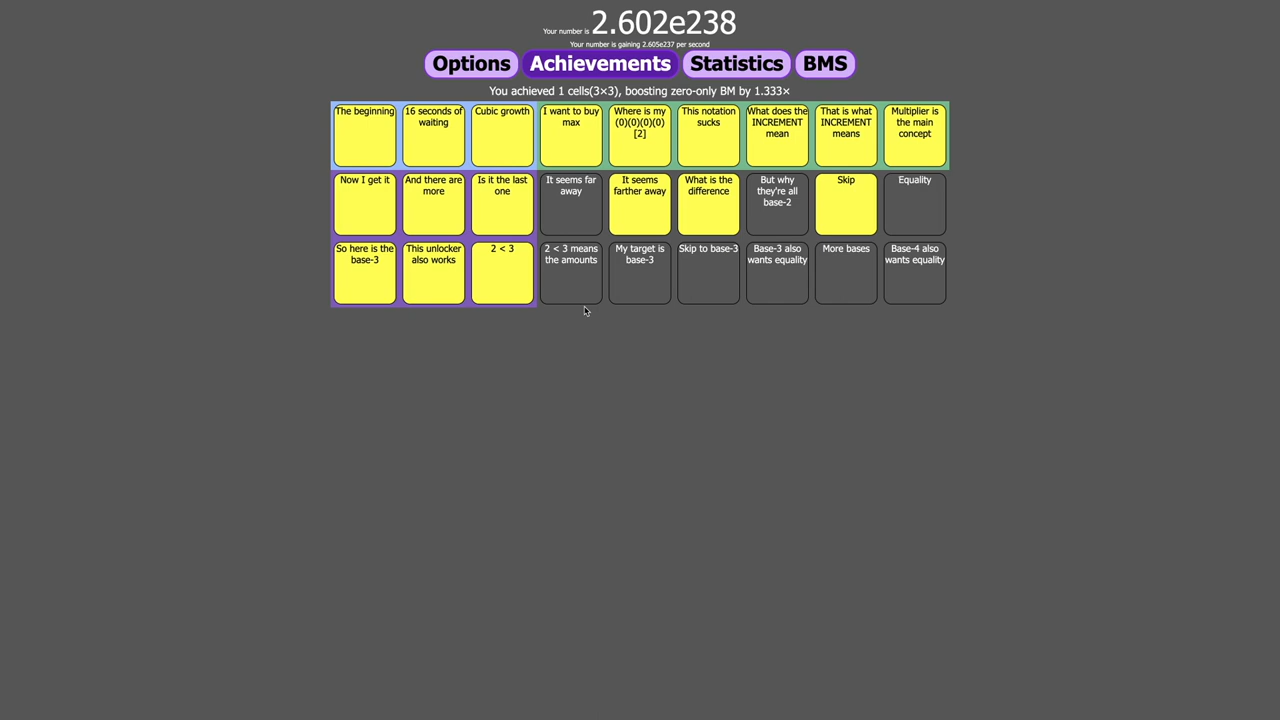 Your number is 2.602e238
Your number is gaining 2.605e237 per second
Options Achievements Statistics BMS
You achieved 1 cells(3×3), boosting zero-only BM by 1.333×
The beginning
16 seconds of
waiting
Cubic growth
I want to buy
max
Where is my
(0)(0)(0)(0)
[2]
This notation
sucks
What does the
INCREMENT
mean
That is what
INCREMENT
means
Multiplier is
the main
concept
Now I get it
And there are
more
Is it the last
one
It seems far
away
It seems
farther away
What is the
difference
But why
they're all
base-2
Skip
Equality
So here is the
base-3
This unlocker
also works
2 < 3
2 < 3 means
the amounts
My target is
base-3
Skip to base-3
Base-3 also
wants equality
More bases
Base-4 also
wants equality